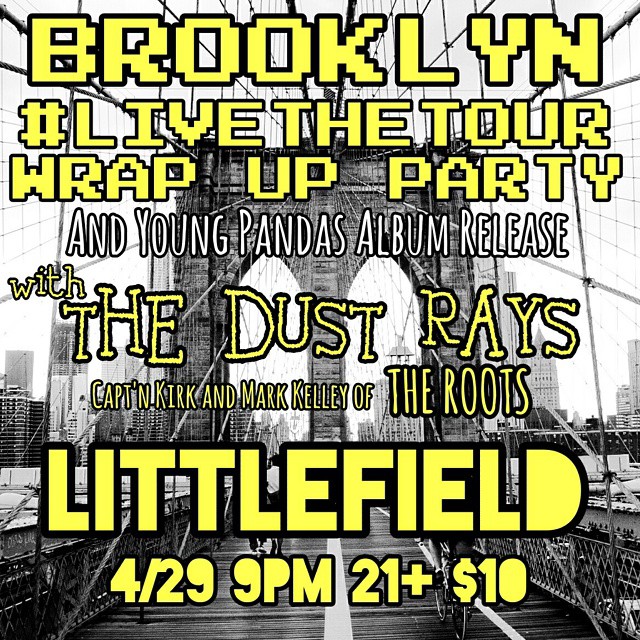 BROOKLYN
#LIVETHETOUR
WRAP UP PARTY
AND YOUNG PANDAS ALBUM RELEASE
with
THE DUST RAYS
CAPT'N KIRK AND MARK KELLEY OF THE ROOTS
LITTLEFIELD
4/29 9PM 21+ $10